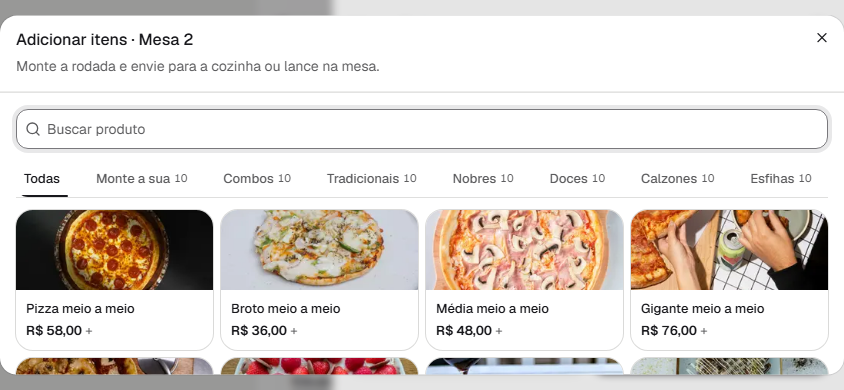 Adicionar itens · Mesa 2
Monte a rodada e envie para a cozinha ou lance na mesa.
Buscar produto
Todas Monte a sua 10 Combos 10 Tradicionais 10 Nobres 10 Doces 10 Calzones 10 Esfihas 10
Pizza meio a meio Broto meio a meio Média meio a meio Gigante meio a meio
R$ 58,00 + R$ 36,00 + R$ 48,00 + R$ 76,00 +